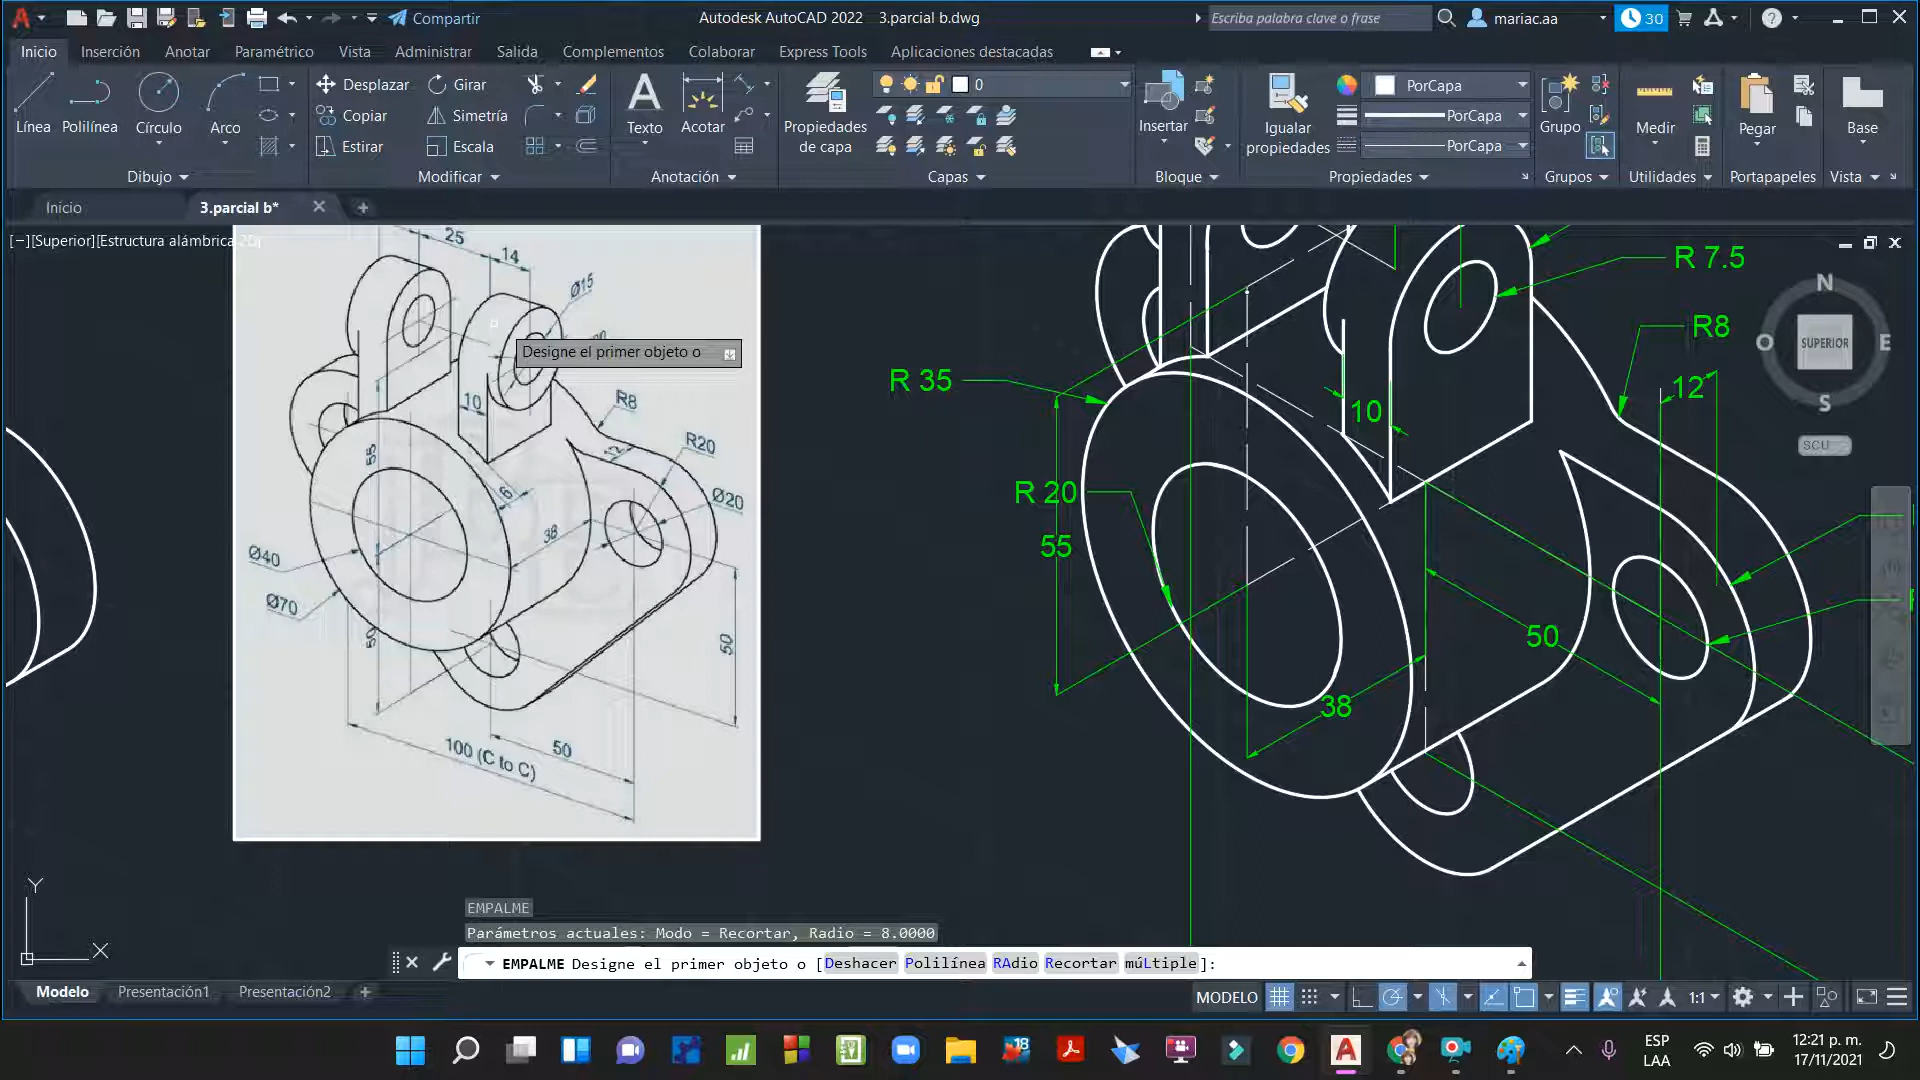 Compartir
Autodesk AutoCAD 2022 3.parcial b.dwg
Escriba palabra clave o frase
mariac.aa
30
Inicio Inserción Anotar Paramétrico Vista Administrar Salida Complementos Colaborar Express Tools Aplicaciones destacadas
Línea Polilínea Círculo Arco
Desplazar Girar
Copiar Simetría
Estirar Escala
Texto Acotar
Propiedades de capa
0
Insertar
Igualar propiedades
PorCapa
PorCapa
PorCapa
Grupo
Medir
Pegar
Base
Dibujo Modificar Anotación Capas Bloque Propiedades Grupos Utilidades Portapapeles Vista
Inicio 3.parcial b*
[−][Superior][Estructura alámbrica 2D]
25
14
Ø15
Designe el primer objeto o
10
R8
12
R20
55
6
Ø20
38
Ø40
Ø70
50
50
50
100 (C to C)
R 7.5
R8
R 35
12
10
R 20
55
50
38
N
O SUPERIOR E
S
SCU
Y
X
EMPALME
Parámetros actuales: Modo = Recortar, Radio = 8.0000
EMPALME Designe el primer objeto o [Deshacer Polilínea RAdio Recortar múLtiple]:
Modelo Presentación1 Presentación2
MODELO
1:1
18
ESP
LAA
12:21 p. m.
17/11/2021